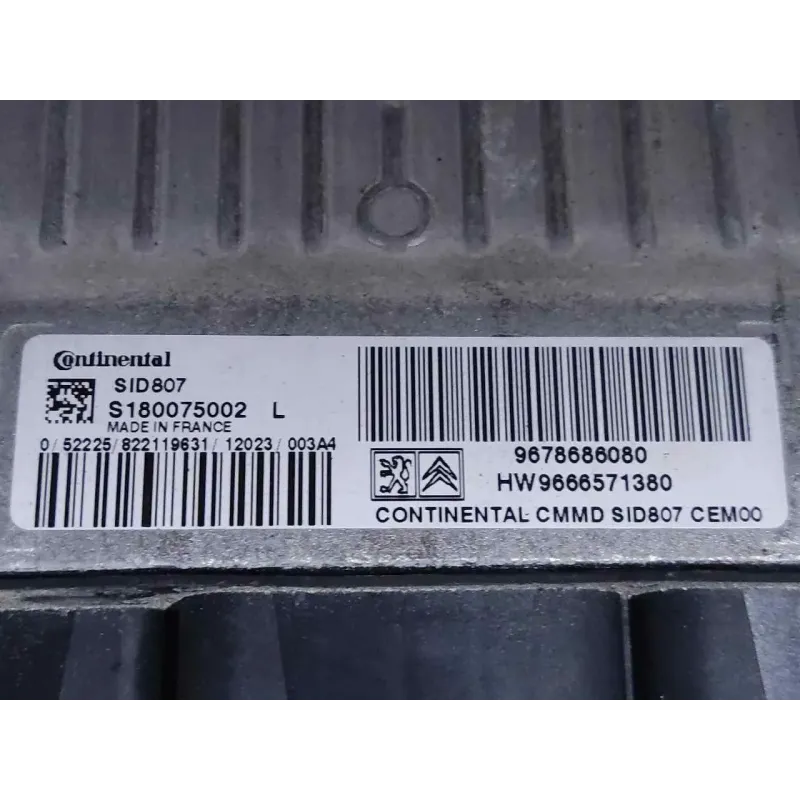 Continental
SID807
S180075002 L
MADE IN FRANCE
0/52225/822119631/12023/003A4
9678686080
HW9666571380
CONTINENTAL CMMD SID807 CEM00